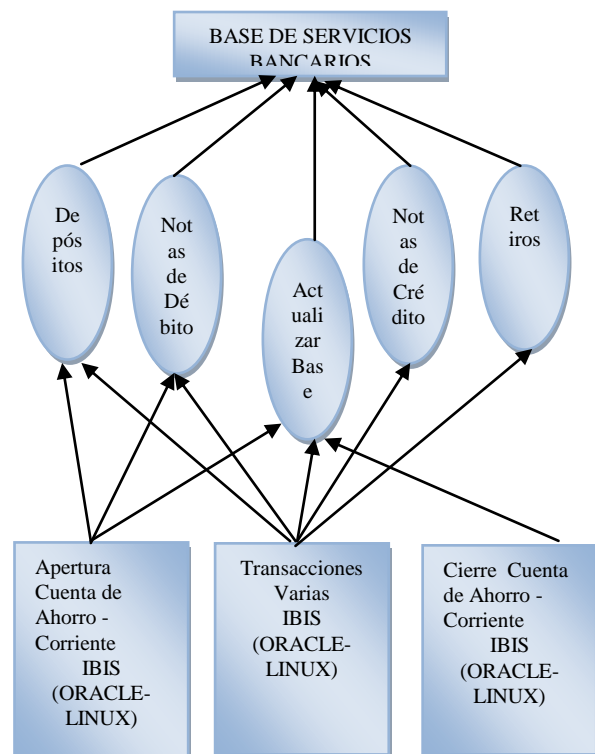 BASE DE SERVICIOS
BANCARIOS
De
pós
itos
Not
as
de
Dé
bito
Act
uali
zar
Bas
e
Not
as
de
Cré
dito
Ret
iros
Apertura
Cuenta de
Ahorro -
Corriente
IBIS
(ORACLE-
LINUX)
Transacciones
Varias
IBIS
(ORACLE-
LINUX)
Cierre Cuenta
de Ahorro -
Corriente
IBIS
(ORACLE-
LINUX)